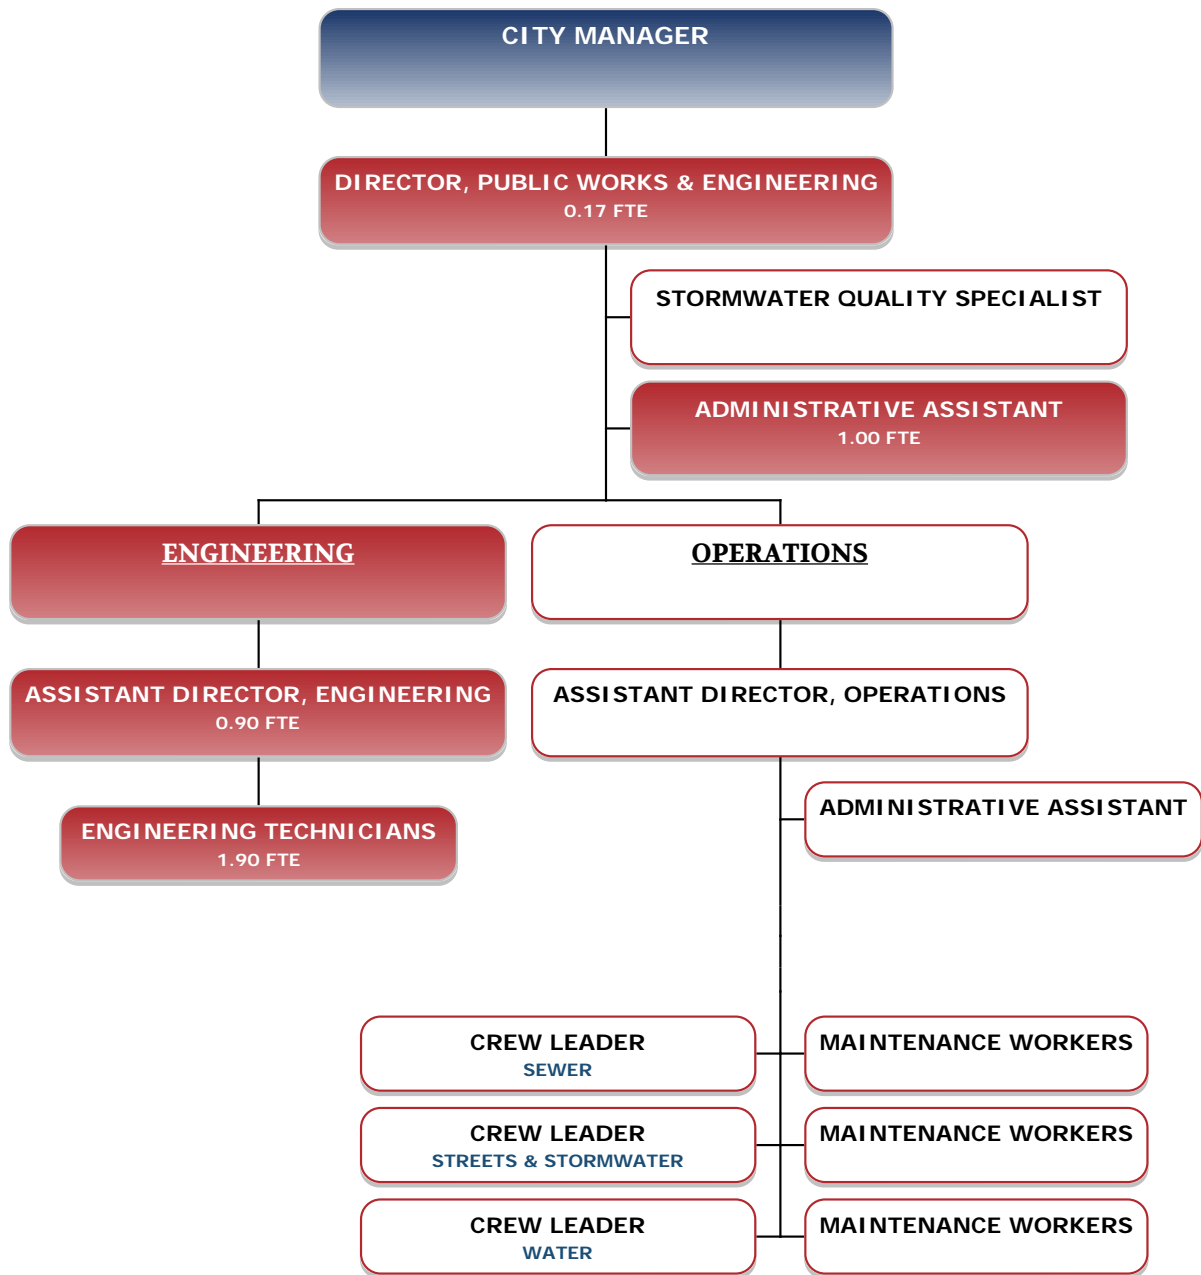 CITY MANAGER
DIRECTOR, PUBLIC WORKS & ENGINEERING
0.17 FTE
STORMWATER QUALITY SPECIALIST
ADMINISTRATIVE ASSISTANT
1.00 FTE
ENGINEERING
OPERATIONS
ASSISTANT DIRECTOR, ENGINEERING
0.90 FTE
ASSISTANT DIRECTOR, OPERATIONS
ENGINEERING TECHNICIANS
1.90 FTE
ADMINISTRATIVE ASSISTANT
CREW LEADER
SEWER
MAINTENANCE WORKERS
CREW LEADER
STREETS & STORMWATER
MAINTENANCE WORKERS
CREW LEADER
WATER
MAINTENANCE WORKERS